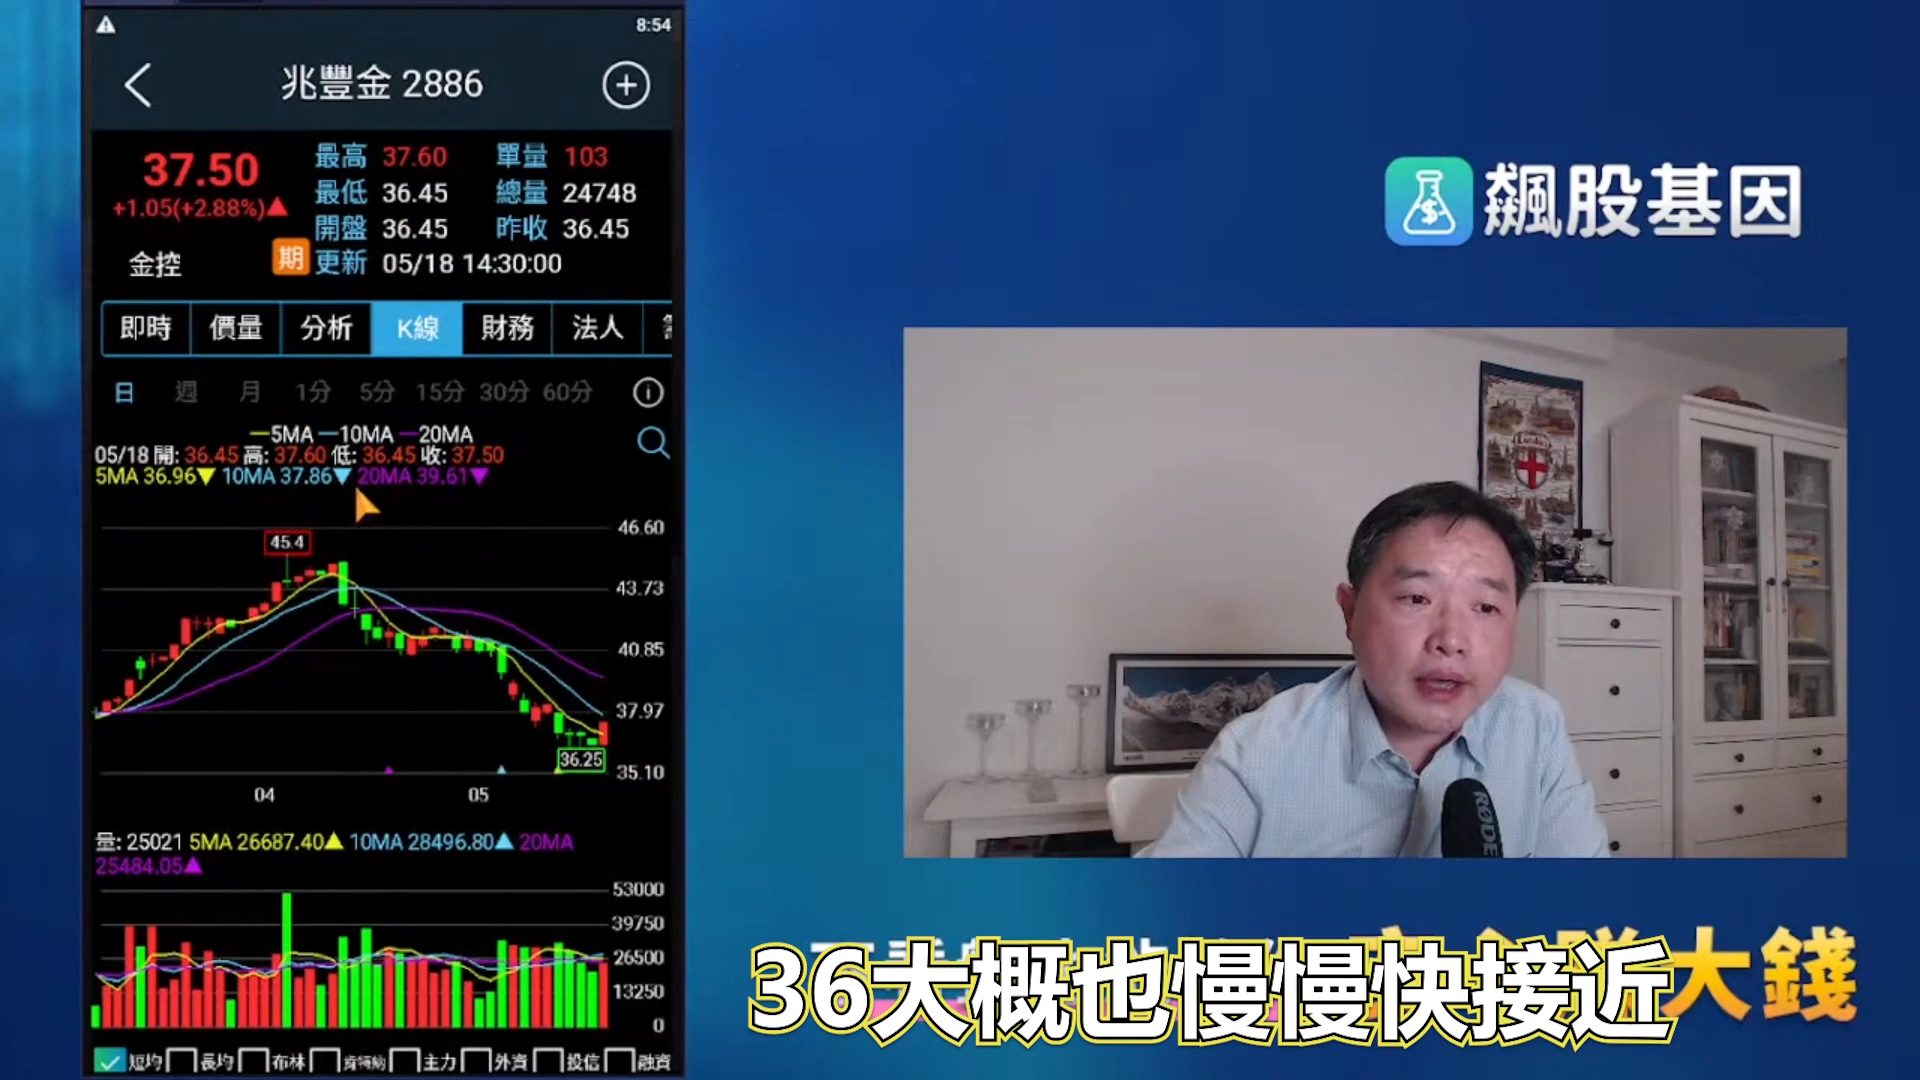 8:54
兆豐金 2886
37.50
+1.05(+2.88%)▲
金控
期
最高 37.60 單量 103
最低 36.45 總量 24748
開盤 36.45 昨收 36.45
更新 05/18 14:30:00
即時 價量 分析 K線 財務 法人
日 週 月 1分 5分 15分 30分 60分
5MA 10MA 20MA
05/18 開: 36.45 高: 37.60 低: 36.45 收: 37.50
5MA 36.96▼ 10MA 37.86▼ 20MA 39.61▼
46.60
45.4
43.73
40.85
37.97
36.25
35.10
04 05
量: 25021 5MA 26687.40▲ 10MA 28496.80▲ 20MA
25484.05▲
53000
39750
26500
13250
0
短均 長均 布林 肯特納 主力 外資 投信 融資
飆股基因
London
RØDE
大錢
36大概也慢慢快接近